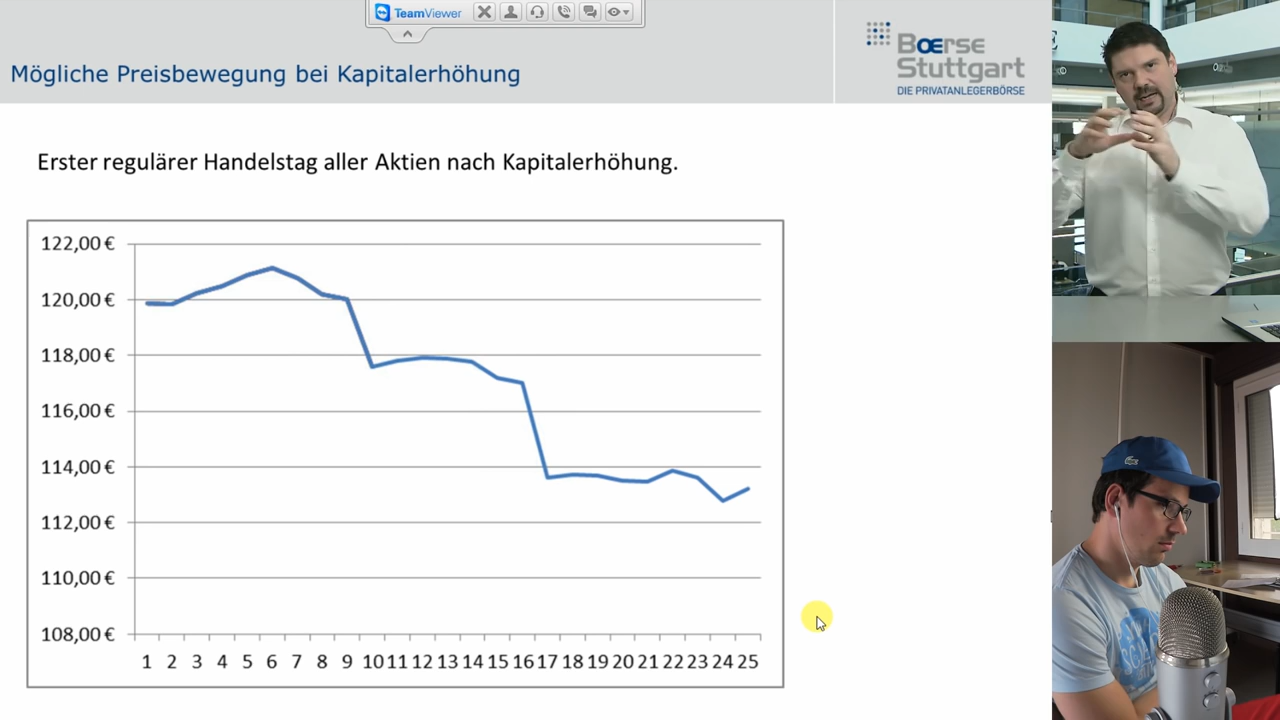 TeamViewer
Mögliche Preisbewegung bei Kapitalerhöhung
Boerse
Stuttgart
DIE PRIVATANLEGERBÖRSE
Erster regulärer Handelstag aller Aktien nach Kapitalerhöhung.
122,00 €
120,00 €
118,00 €
116,00 €
114,00 €
112,00 €
110,00 €
108,00 €
1 2 3 4 5 6 7 8 9 10 11 12 13 14 15 16 17 18 19 20 21 22 23 24 25